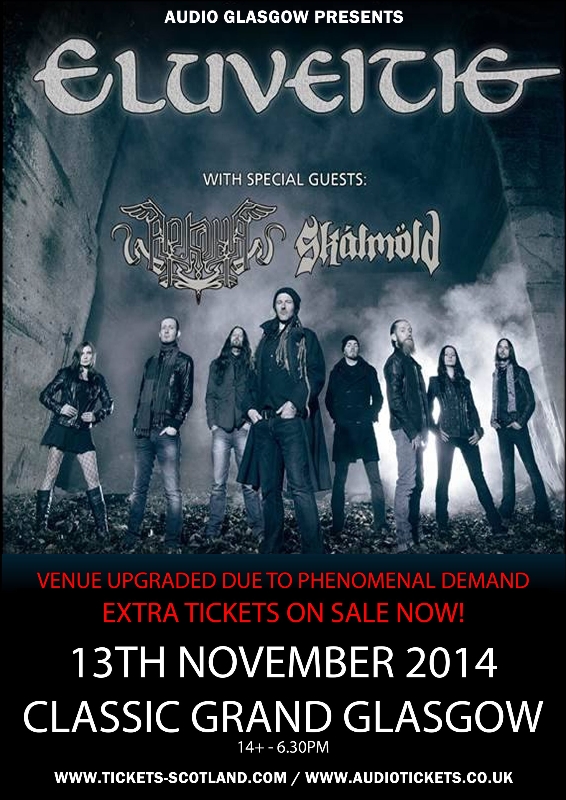 AUDIO GLASGOW PRESENTS
ELUVEITIE
WITH SPECIAL GUESTS:
АРКОНА Skálmöld
VENUE UPGRADED DUE TO PHENOMENAL DEMAND
EXTRA TICKETS ON SALE NOW!
13TH NOVEMBER 2014
CLASSIC GRAND GLASGOW
14+ - 6.30PM
WWW.TICKETS-SCOTLAND.COM / WWW.AUDIOTICKETS.CO.UK